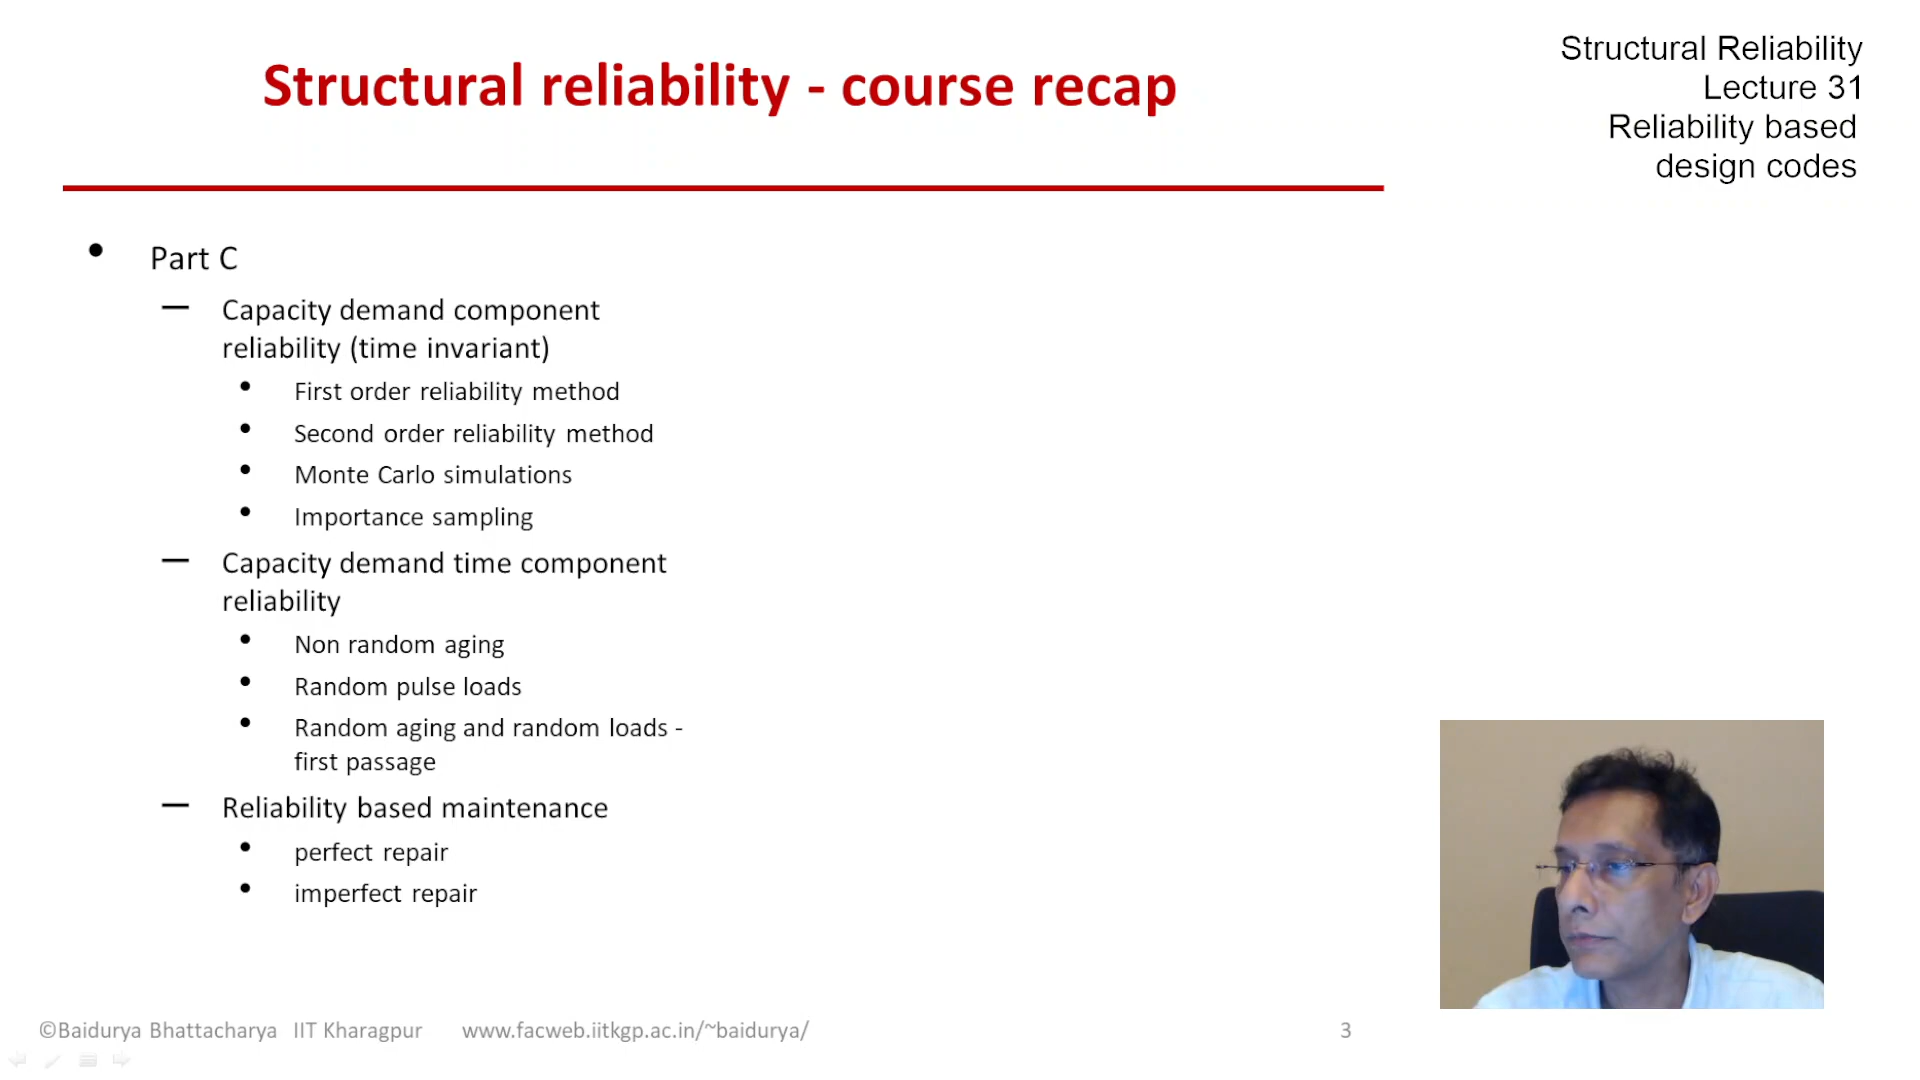 Structural reliability - course recap
Structural Reliability
Lecture 31
Reliability based
design codes
• Part C
— Capacity demand component
reliability (time invariant)
• First order reliability method
• Second order reliability method
• Monte Carlo simulations
• Importance sampling
— Capacity demand time component
reliability
• Non random aging
• Random pulse loads
• Random aging and random loads -
first passage
— Reliability based maintenance
• perfect repair
• imperfect repair
©Baidurya Bhattacharya IIT Kharagpur www.facweb.iitkgp.ac.in/~baidurya/ 3